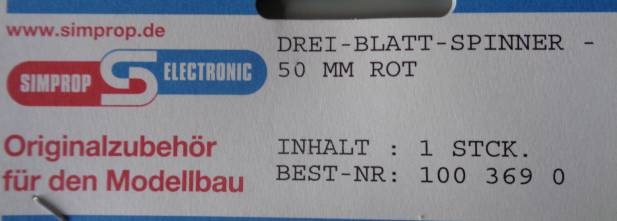 www.simprop.de
SIMPROP ELECTRONIC
Originalzubehör
für den Modellbau
DREI-BLATT-SPINNER -
50 MM ROT
INHALT : 1 STCK.
BEST-NR: 100 369 0